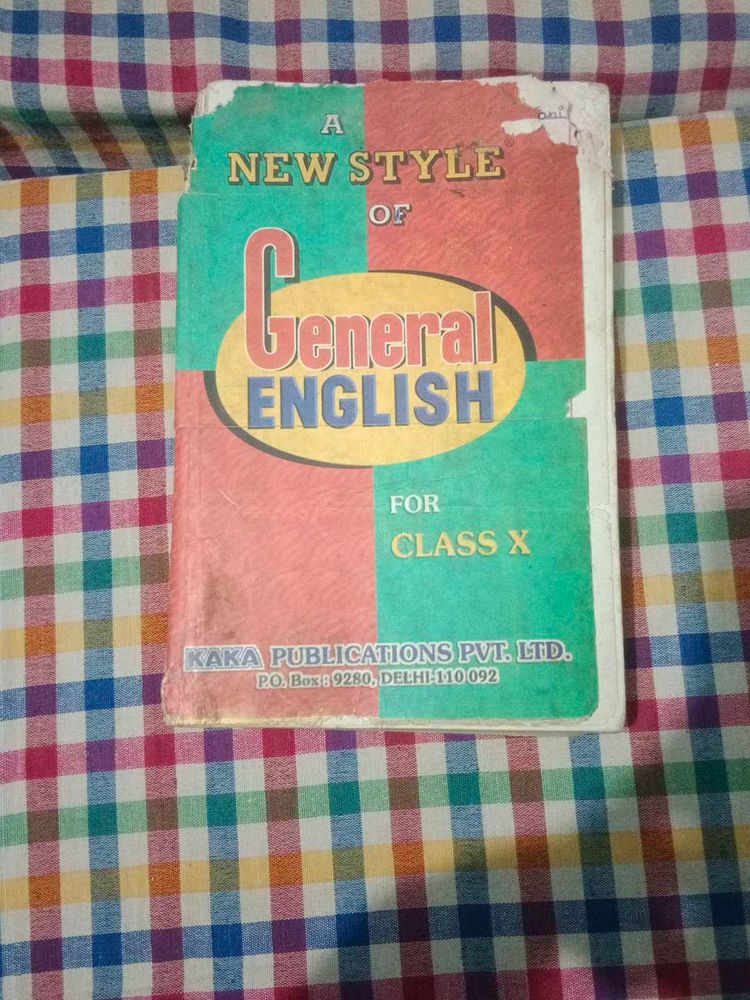 A
NEW STYLE®
OF
General
ENGLISH
FOR
CLASS X
KAKA PUBLICATIONS PVT. LTD.
P.O. Box : 9280, DELHI-110 092